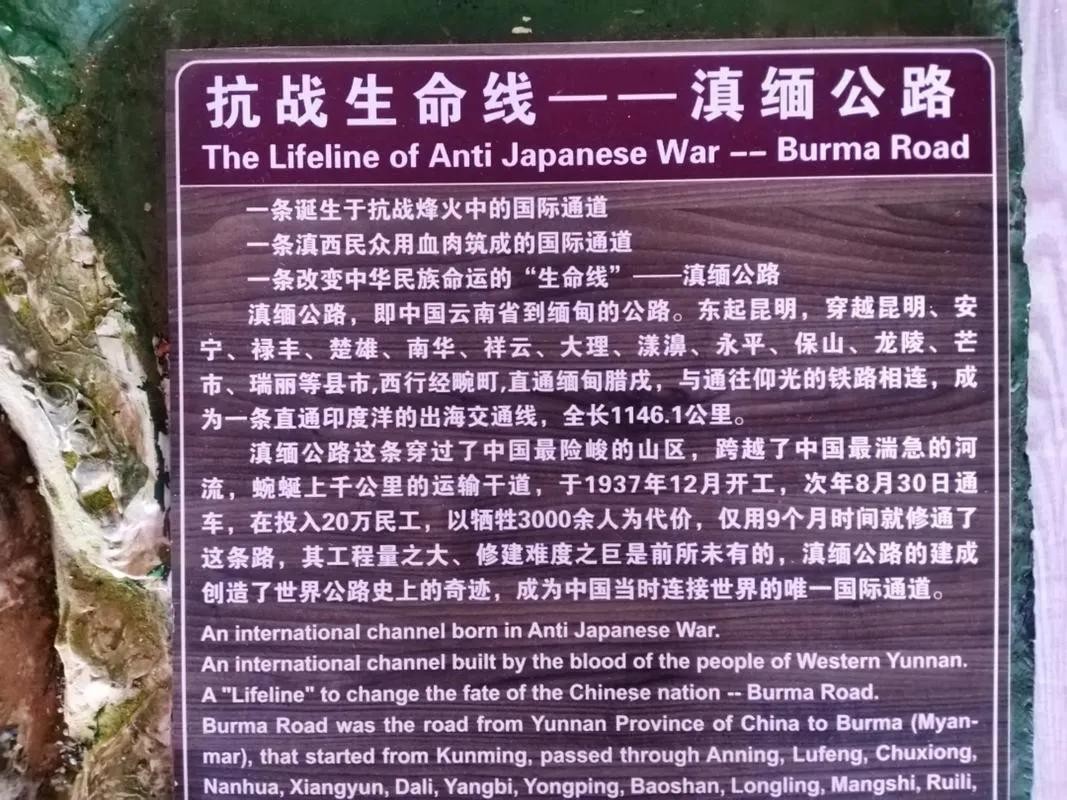 抗战生命线——滇缅公路
The Lifeline of Anti Japanese War -- Burma Road
一条诞生于抗战烽火中的国际通道
一条滇西民众用血肉筑成的国际通道
一条改变中华民族命运的“生命线”——滇缅公路
滇缅公路，即中国云南省到缅甸的公路。东起昆明，穿越昆明、安
宁、禄丰、楚雄、南华、祥云、大理、漾濞、永平、保山、龙陵、芒
市、瑞丽等县市,西行经畹町,直通缅甸腊戌，与通往仰光的铁路相连，成
为一条直通印度洋的出海交通线，全长1146.1公里。
滇缅公路这条穿过了中国最险峻的山区，跨越了中国最湍急的河
流，蜿蜒上千公里的运输干道，于1937年12月开工，次年8月30日通
车，在投入20万民工，以牺牲3000余人为代价，仅用9个月时间就修通了
这条路，其工程量之大、修建难度之巨是前所未有的，滇缅公路的建成
创造了世界公路史上的奇迹，成为中国当时连接世界的唯一国际通道。
An international channel born in Anti Japanese War.
An international channel built by the blood of the people of Western Yunnan.
A "Lifeline" to change the fate of the Chinese nation -- Burma Road.
Burma Road was the road from Yunnan Province of China to Burma (Myan-
mar), that started from Kunming, passed through Anning, Lufeng, Chuxiong,
Nanhua, Xiangyun, Dali, Yangbi, Yongping, Baoshan, Longling, Mangshi, Ruili,